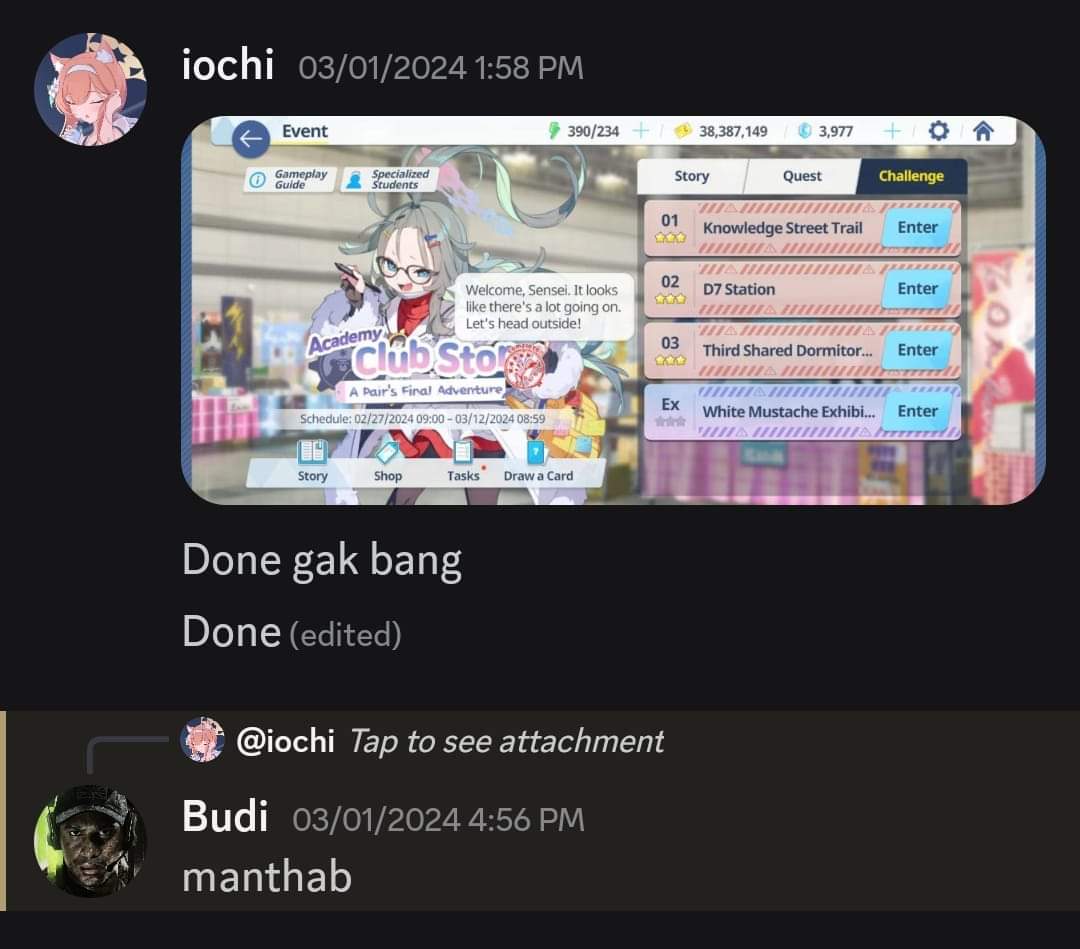 iochi 03/01/2024 1:58 PM
Event 390/234 38,387,149 3,977
Gameplay Guide
Specialized Students
Story Quest Challenge
01 Knowledge Street Trail Enter
02 D7 Station Enter
03 Third Shared Dormitor... Enter
Ex White Mustache Exhibi... Enter
Welcome, Sensei. It looks
like there's a lot going on.
Let's head outside!
Academy
Club
A Pair's Final Adventure
Schedule: 02/27/2024 09:00 – 03/12/2024 08:59
Story Shop Tasks Draw a Card
Done gak bang
Done (edited)
@iochi Tap to see attachment
Budi 03/01/2024 4:56 PM
manthab